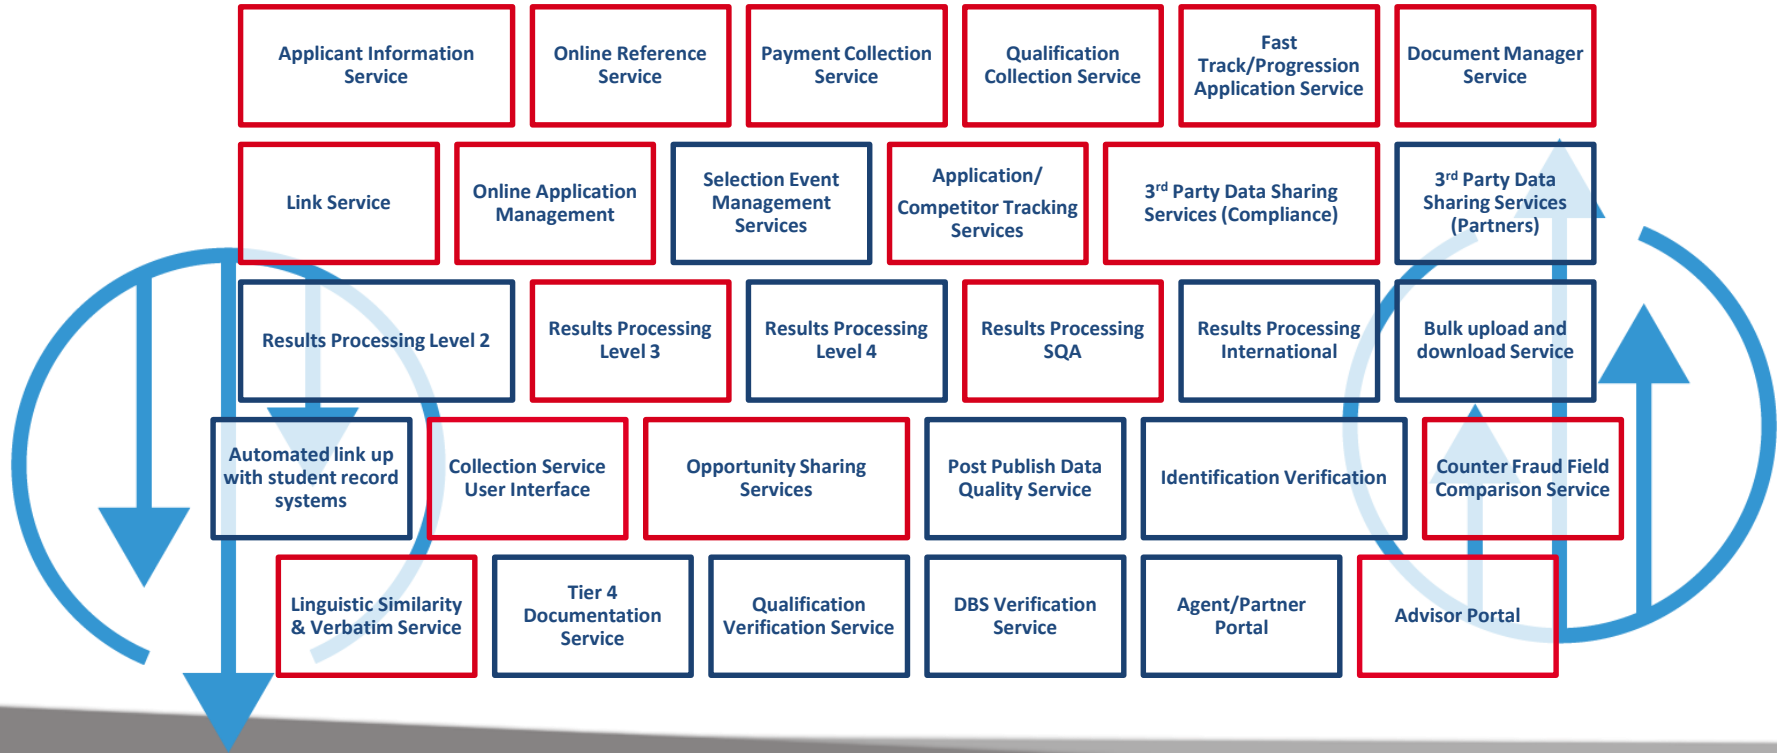 Applicant Information
Service
Online Reference
Service
Payment Collection
Service
Qualification
Collection Service
Fast
Track/Progression
Application Service
Document Manager
Service
Link Service
Online Application
Management
Selection Event
Management
Services
Application/
Competitor Tracking
Services
3rd Party Data Sharing
Services (Compliance)
3rd Party Data
Sharing Services
(Partners)
Results Processing Level 2
Results Processing
Level 3
Results Processing
Level 4
Results Processing
SQA
Results Processing
International
Bulk upload and
download Service
Automated link up
with student record
systems
Collection Service
User Interface
Opportunity Sharing
Services
Post Publish Data
Quality Service
Identification Verification
Counter Fraud Field
Comparison Service
Linguistic Similarity
& Verbatim Service
Tier 4
Documentation
Service
Qualification
Verification Service
DBS Verification
Service
Agent/Partner
Portal
Advisor Portal